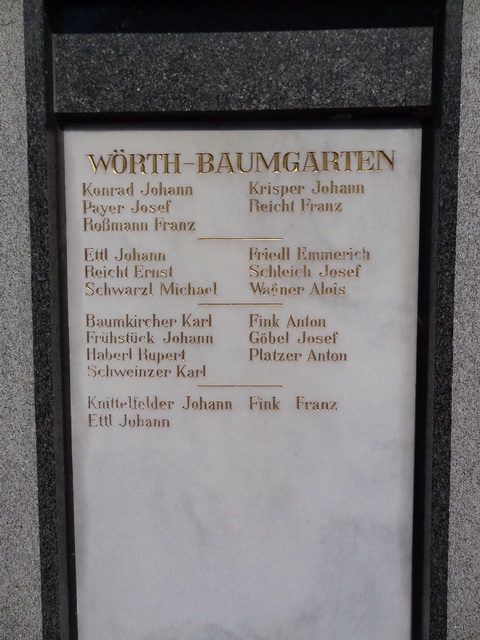 WÖRTH-BAUMGARTEN
Konrad Johann Krisper Johann
Payer Josef Reicht Franz
Roßmann Franz
Ettl Johann Friedl Emmerich
Reicht Ernst Schleich Josef
Schwarzl Michael Wagner Alois
Baumkircher Karl Fink Anton
Frühstück Johann Göbel Josef
Haberl Rupert Platzer Anton
Schweinzer Karl
Knittelfelder Johann Fink Franz
Ettl Johann